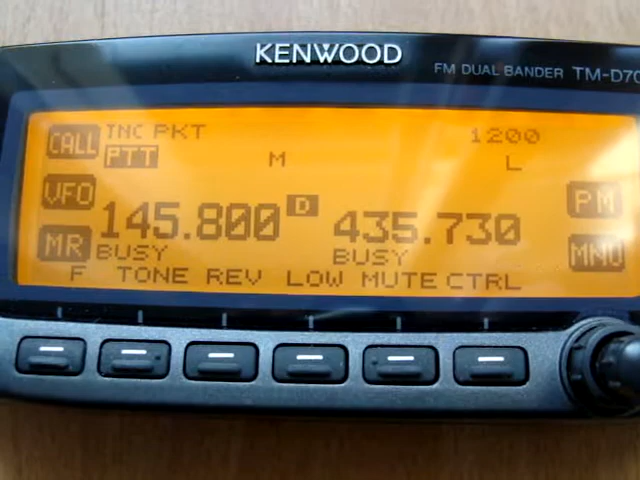 KENWOOD
FM DUAL BANDER TM-D70
CALL TNC PKT 1200
PTT M L
VFO 145.800 D 435.730 PM
MR BUSY BUSY MNU
F TONE REV LOW MUTE CTRL